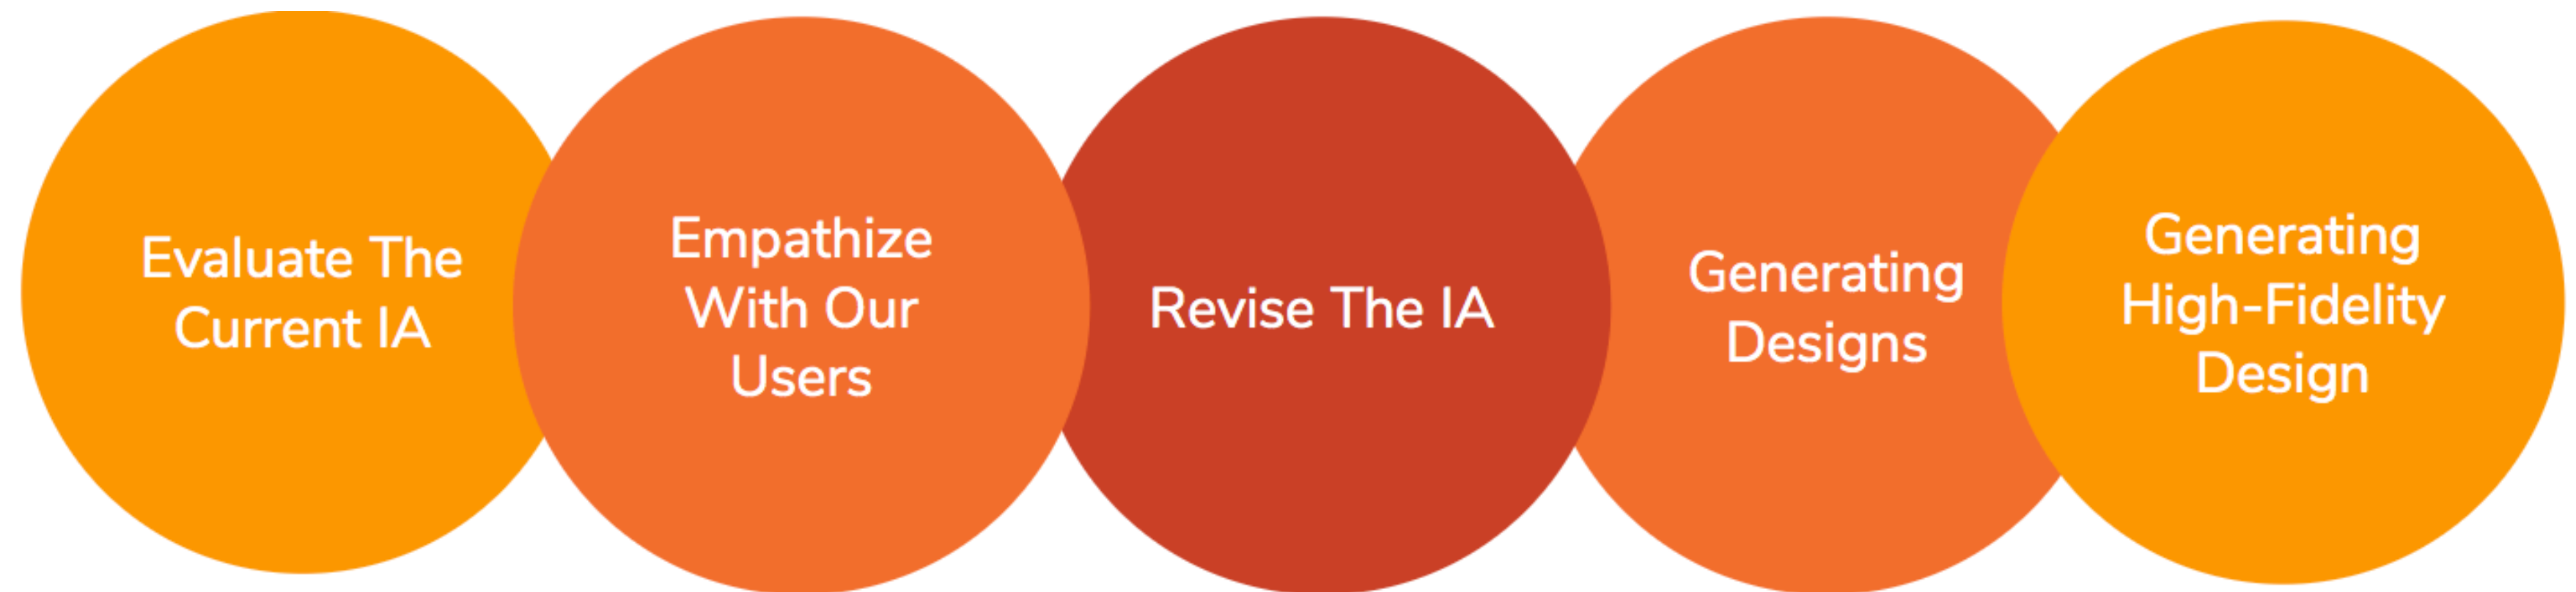 Evaluate The
Current IA
Empathize
With Our
Users
Revise The IA
Generating
Designs
Generating
High-Fidelity
Design